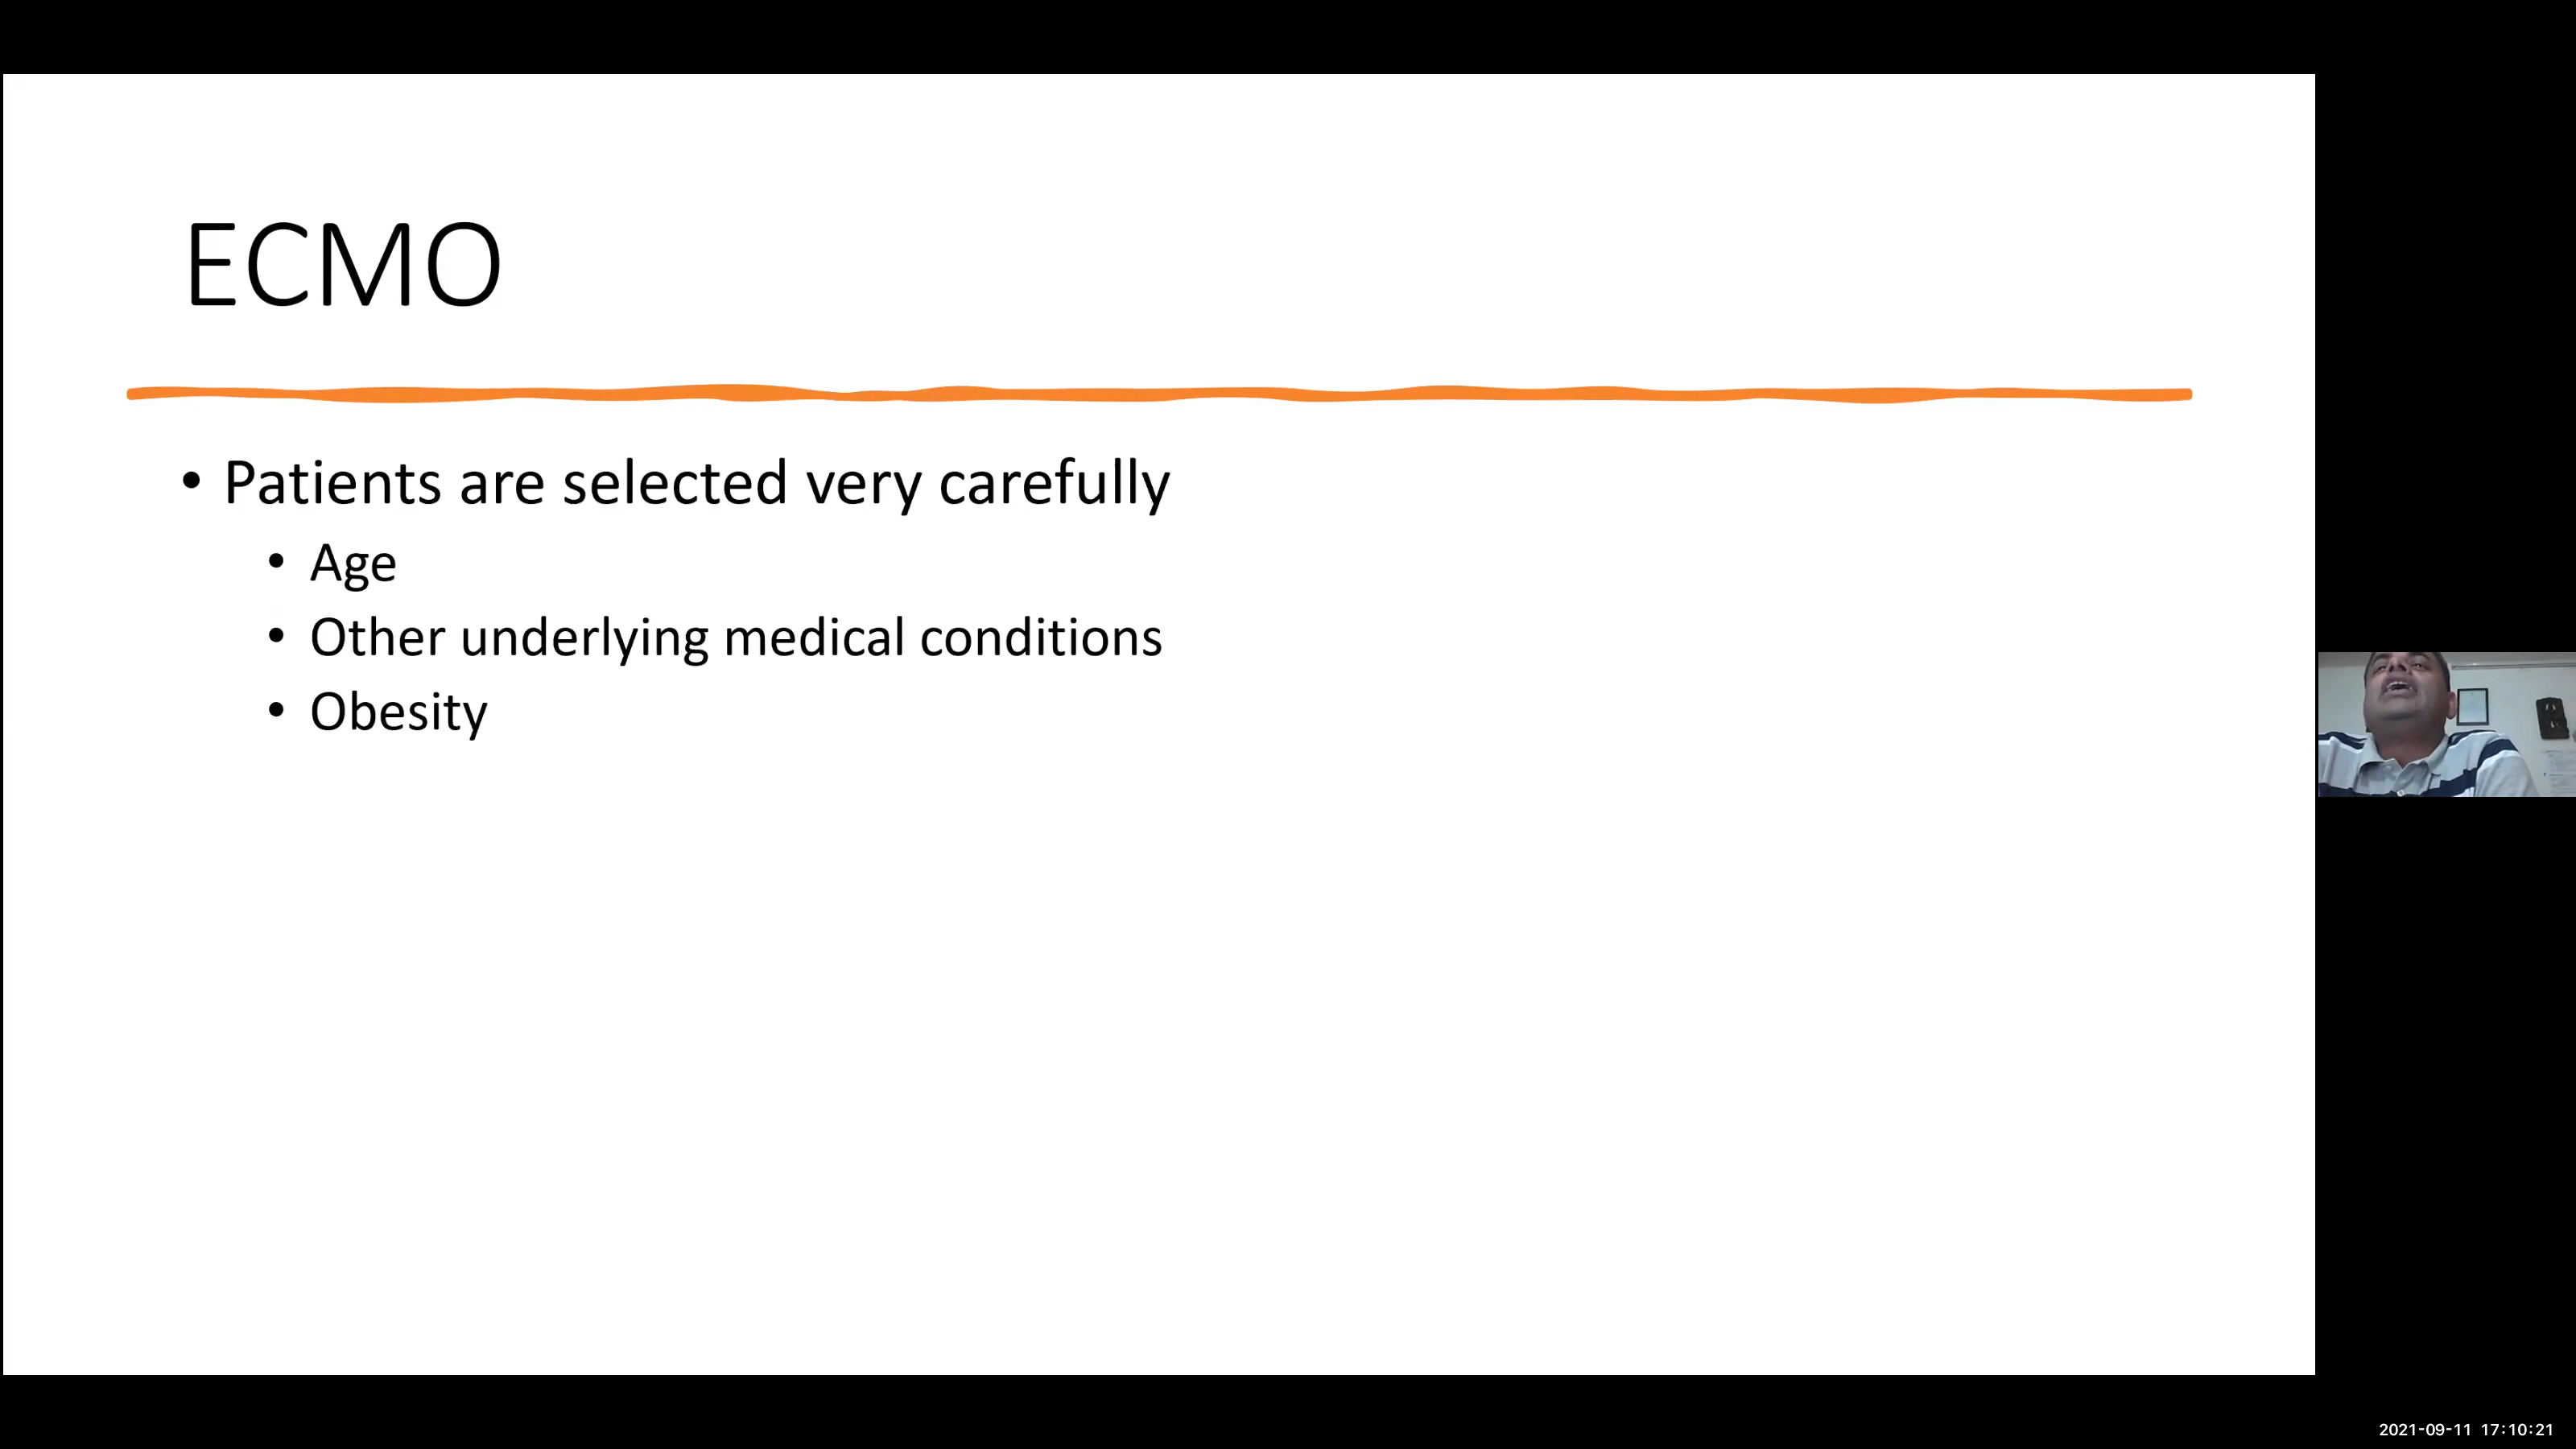 ECMO
• Patients are selected very carefully
• Age
• Other underlying medical conditions
• Obesity
2021-09-11 17:10:21